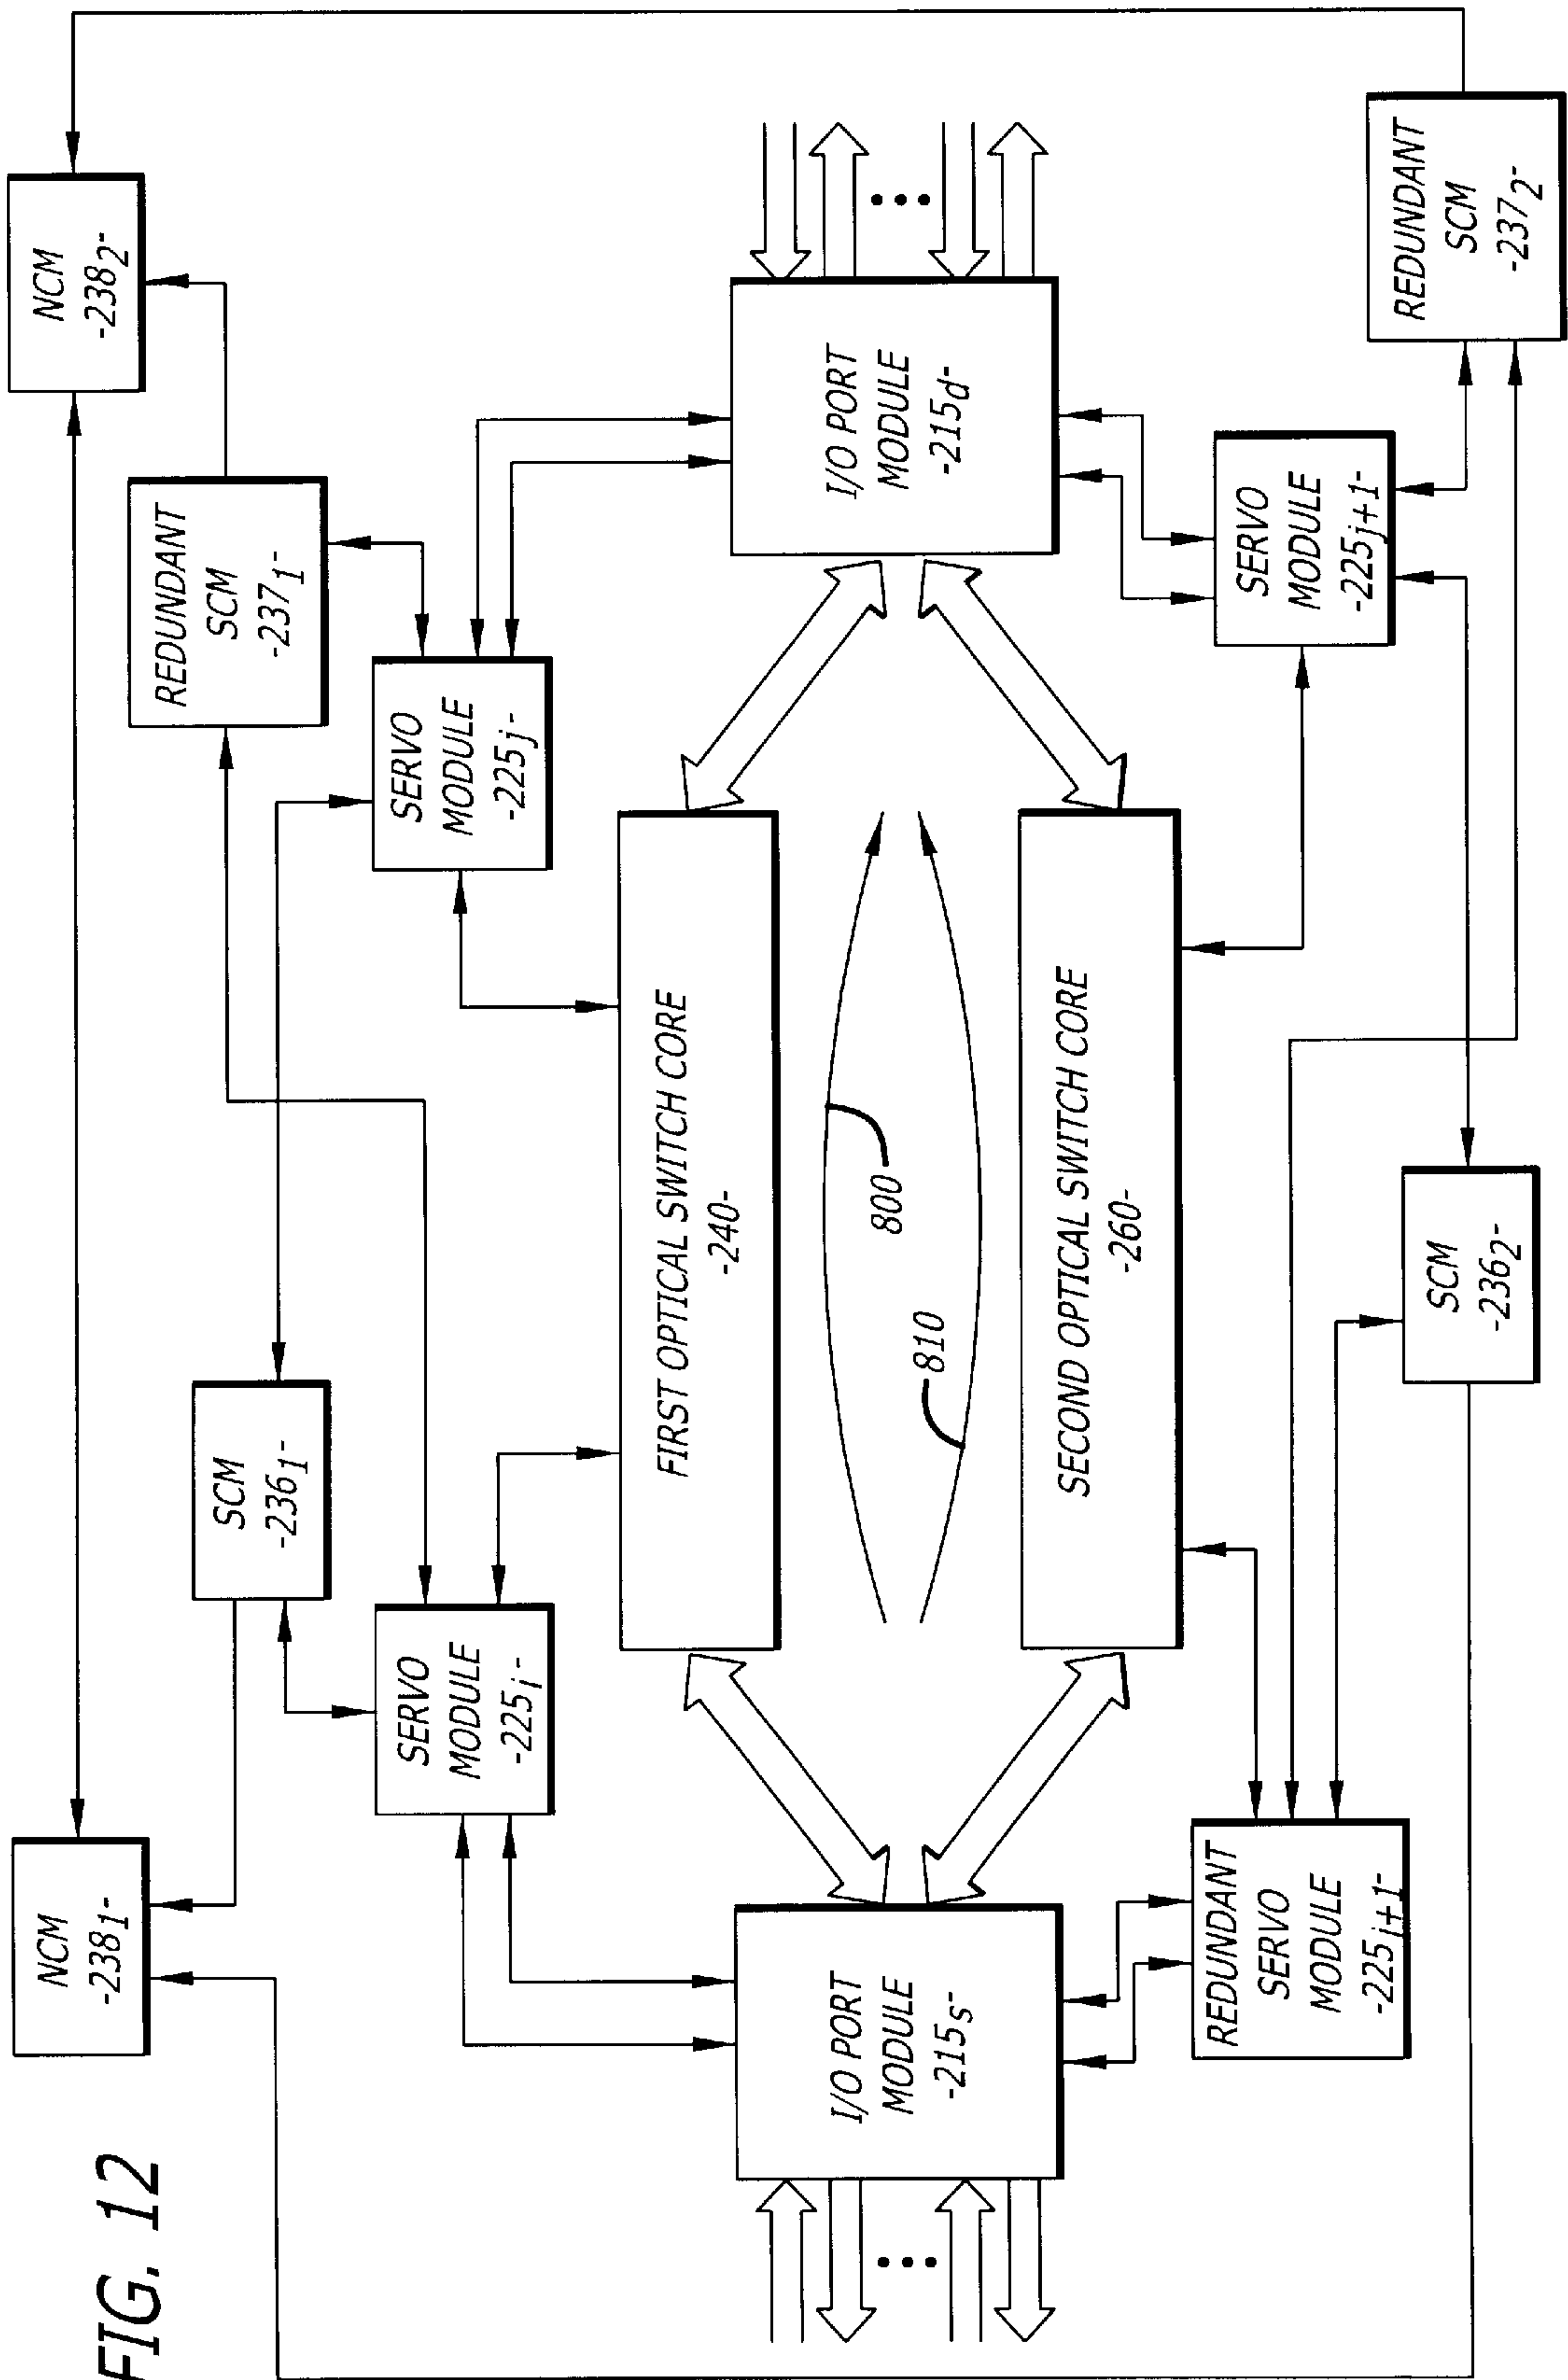 FIG. 12
NCM
-238₁-
NCM
-238₂-
SCM
-236₁-
REDUNDANT
SCM
-237₁-
SERVO
MODULE
-225ᵢ-
SERVO
MODULE
-225ⱼ-
I/O PORT
MODULE
-215ₛ-
FIRST OPTICAL SWITCH CORE
-240-
I/O PORT
MODULE
-215d-
800
810
SECOND OPTICAL SWITCH CORE
-260-
REDUNDANT
SERVO
MODULE
-225i+1-
SERVO
MODULE
-225j+1-
SCM
-236₂-
REDUNDANT
SCM
-237₂-